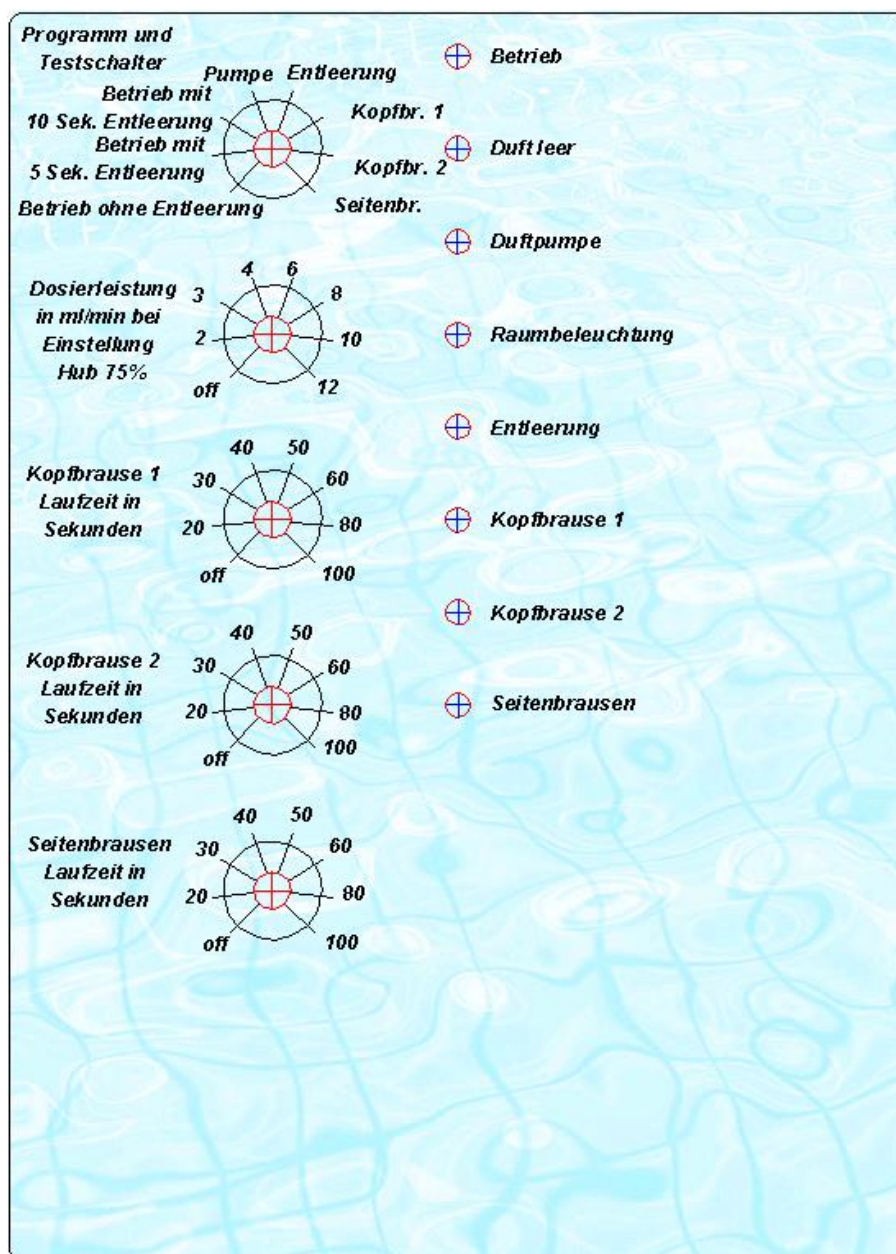 Programm und
Testschalter
Pumpe
Entleerung
Betrieb mit
10 Sek. Entleerung
Kopfbr. 1
Betrieb mit
5 Sek. Entleerung
Kopfbr. 2
Betrieb ohne Entleerung
Seitenbr.
Dosierleistung
in ml/min bei
Einstellung
Hub 75%
off
2
3
4
6
8
10
12
Kopfbrause 1
Laufzeit in
Sekunden
off
20
30
40
50
60
80
100
Kopfbrause 2
Laufzeit in
Sekunden
off
20
30
40
50
60
80
100
Seitenbrausen
Laufzeit in
Sekunden
off
20
30
40
50
60
80
100
Betrieb
Duft leer
Duftpumpe
Raumbeleuchtung
Entleerung
Kopfbrause 1
Kopfbrause 2
Seitenbrausen